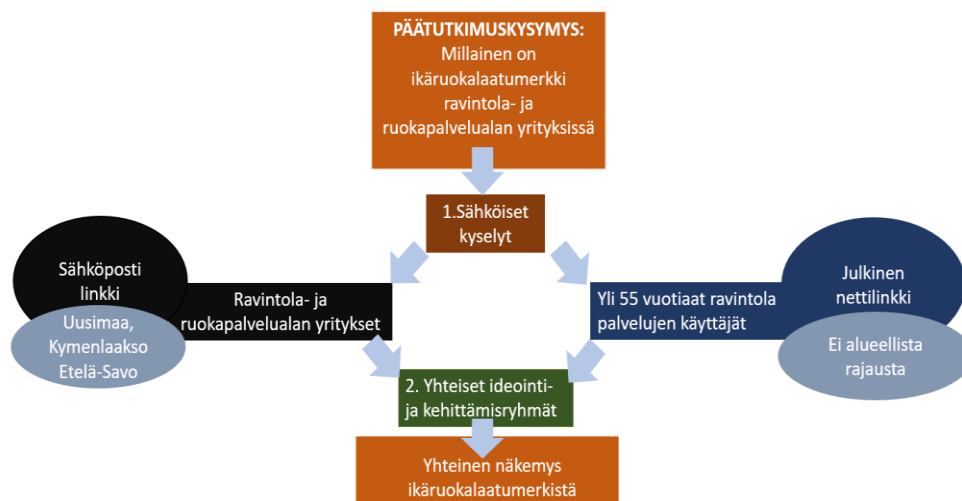 PÄÄTUTKIMUSKYSYMYS:
Millainen on
ikäruokalaatumerkki
ravintola- ja
ruokapalvelualan yrityksissä
1.Sähköiset
kyselyt
Sähköposti
linkki
Uusimaa,
Kymenlaakso
Etelä-Savo
Ravintola- ja
ruokapalvelualan yritykset
Yli 55 vuotiaat ravintola
palvelujen käyttäjät
Julkinen
nettilinkki
Ei alueellista
rajausta
2. Yhteiset ideointi-
ja kehittämisryhmät
Yhteinen näkemys
ikäruokalaatumerkistä